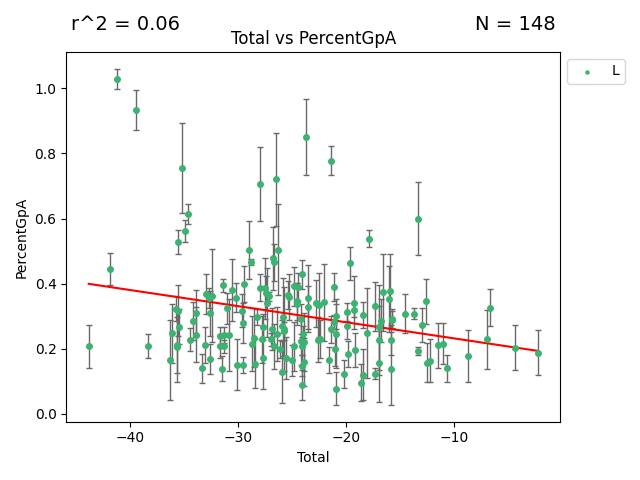 r^2 = 0.06 N = 148
Total vs PercentGpA
L
1.0
0.8
0.6
0.4
0.2
0.0
PercentGpA
−40 −30 −20 −10
Total